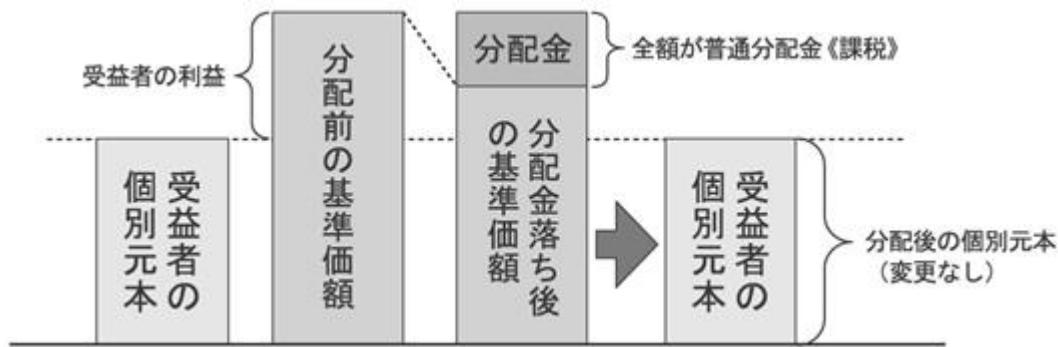 受益者の利益
受益者の
個別元本
分配前の基準価額
分配金
全額が普通分配金《課税》
分配金落ち後
の基準価額
受益者の
個別元本
分配後の個別元本
（変更なし）